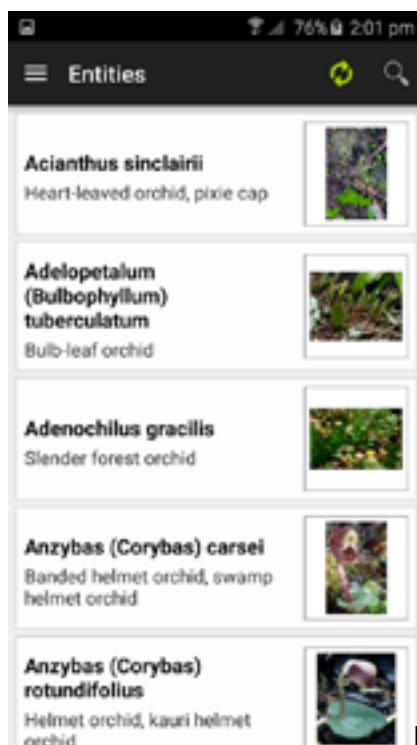 76% 2:01 pm
Entities
Acianthus sinclairii
Heart-leaved orchid, pixie cap
Adelopetalum
(Bulbophyllum)
tuberculatum
Bulb-leaf orchid
Adenochilus gracilis
Slender forest orchid
Anzybas (Corybas) carsei
Banded helmet orchid, swamp
helmet orchid
Anzybas (Corybas)
rotundifolius
Helmet orchid, kauri helmet
orchid